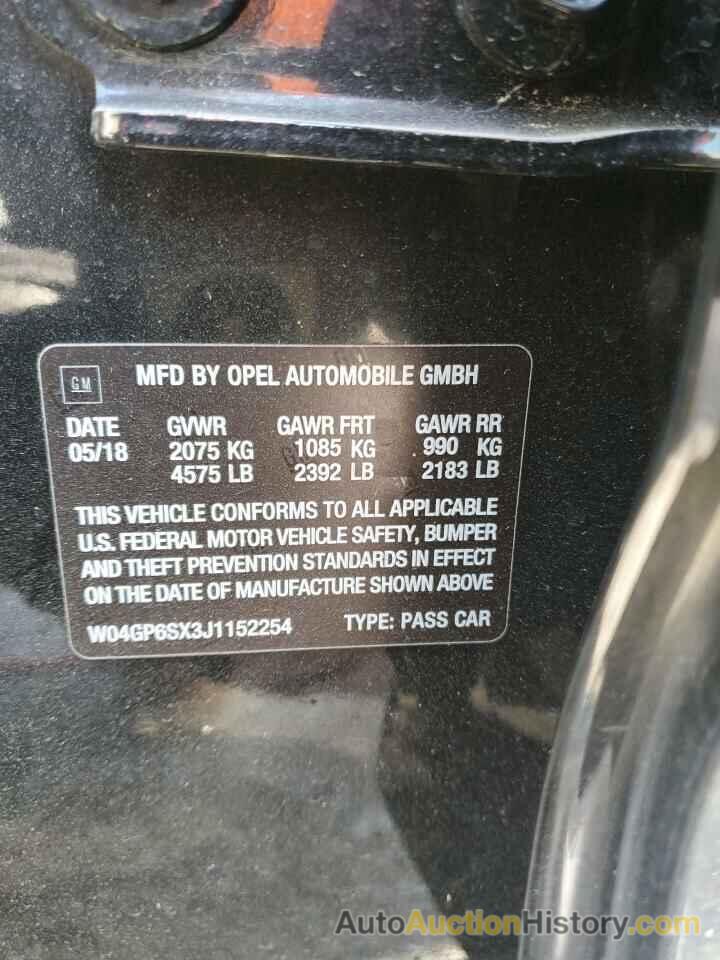 GM MFD BY OPEL AUTOMOBILE GMBH
DATE GVWR GAWR FRT GAWR RR
05/18 2075 KG 1085 KG 990 KG
4575 LB 2392 LB 2183 LB
THIS VEHICLE CONFORMS TO ALL APPLICABLE
U.S. FEDERAL MOTOR VEHICLE SAFETY, BUMPER
AND THEFT PREVENTION STANDARDS IN EFFECT
ON THE DATE OF MANUFACTURE SHOWN ABOVE
W04GP6SX3J1152254 TYPE: PASS CAR
AutoAuctionHistory.com